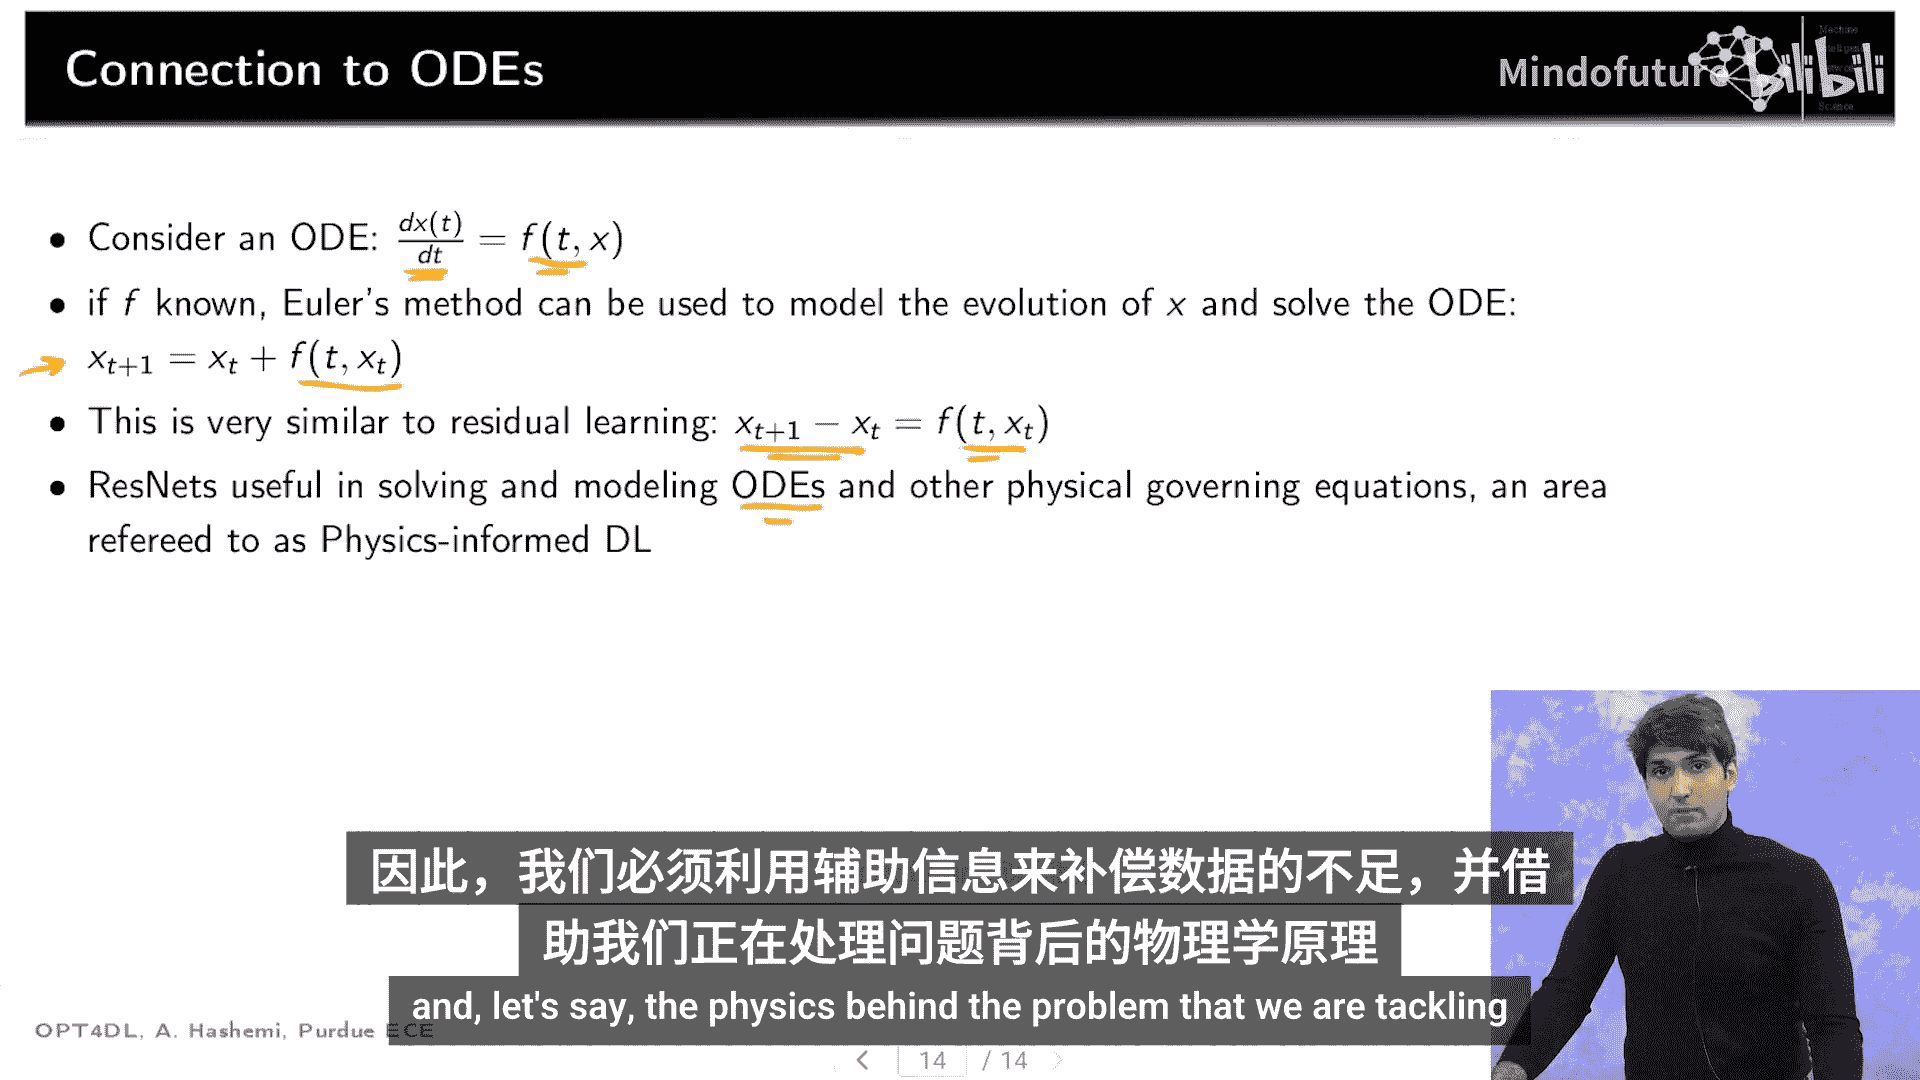 Connection to ODEs
Mindofuture
bilibili
Machine
Science
• Consider an ODE: dx(t)/dt = f(t, x)
• if f known, Euler's method can be used to model the evolution of x and solve the ODE:
x_{t+1} = x_t + f(t, x_t)
• This is very similar to residual learning: x_{t+1} − x_t = f(t, x_t)
• ResNets useful in solving and modeling ODEs and other physical governing equations, an area
refereed to as Physics-informed DL
因此，我们必须利用辅助信息来补偿数据的不足，并借
助我们正在处理问题背后的物理学原理
and, let's say, the physics behind the problem that we are tackling
OPT4DL, A. Hashemi, Purdue ECE
14 / 14